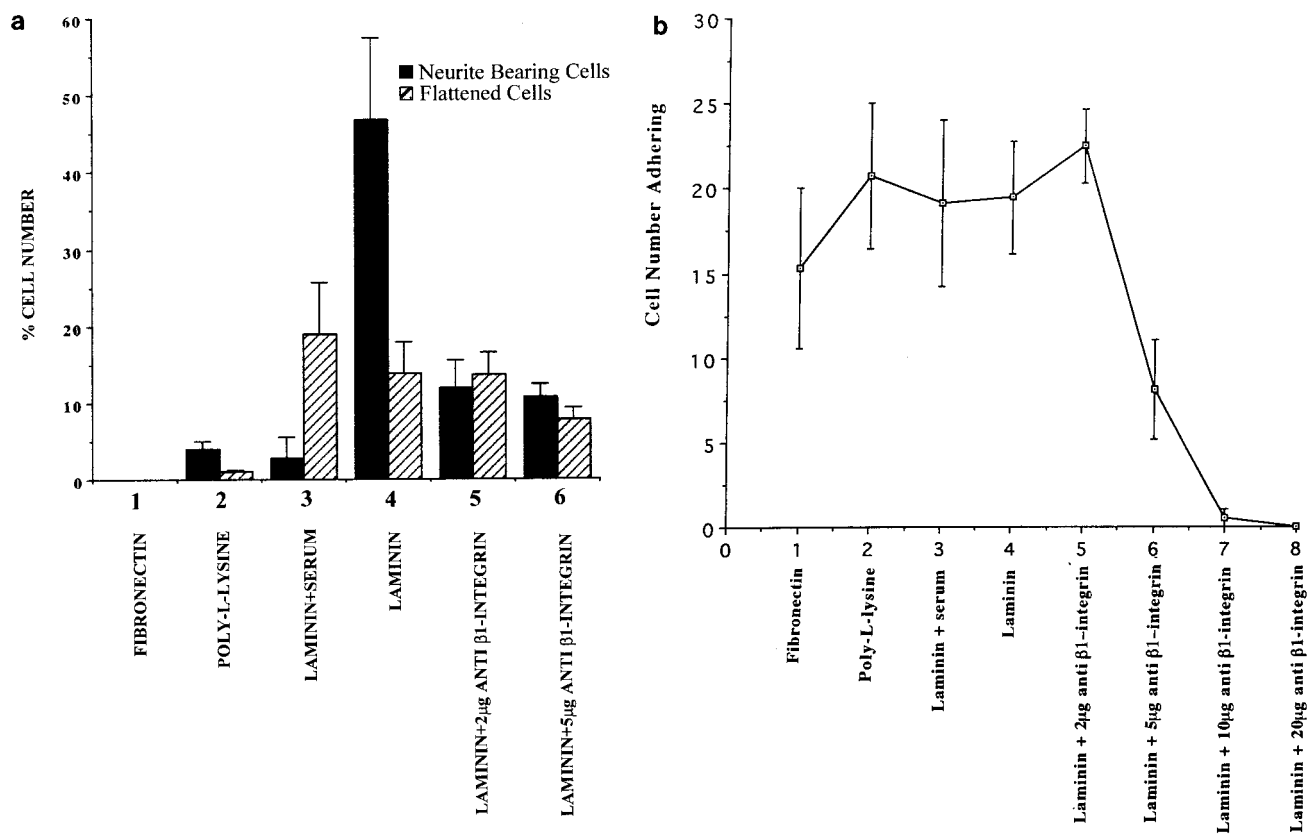 a
60
50
40
30
20
10
0
% CELL NUMBER
Neurite Bearing Cells
Flattened Cells
1
2
3
4
5
6
FIBRONECTIN
POLY-L-LYSINE
LAMININ+SERUM
LAMININ
LAMININ+2µg ANTI β1-INTEGRIN
LAMININ+5µg ANTI β1-INTEGRIN
b
30
25
20
15
10
5
0
Cell Number Adhering
0
1
2
3
4
5
6
7
8
Fibronectin
Poly-L-lysine
Laminin + serum
Laminin
Laminin + 2µg anti β1-integrin
Laminin + 5µg anti β1-integrin
Laminin + 10µg anti β1-integrin
Laminin + 20µg anti β1-integrin